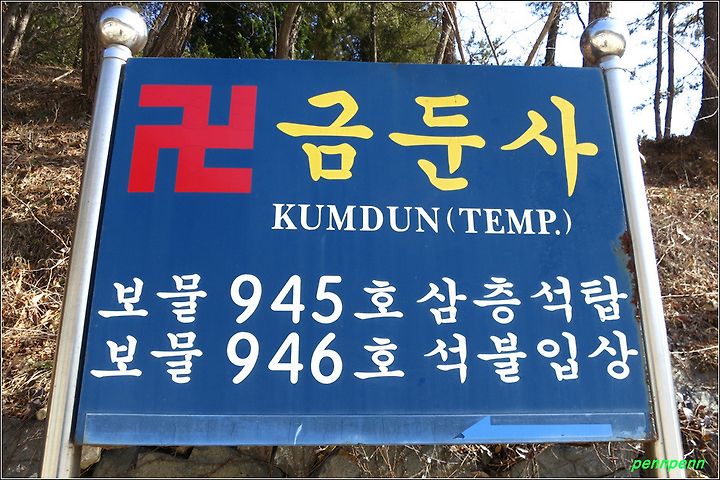 卍 금둔사
KUMDUN(TEMP.)
보물 945호 삼층석탑
보물 946호 석불입상
pennpenn